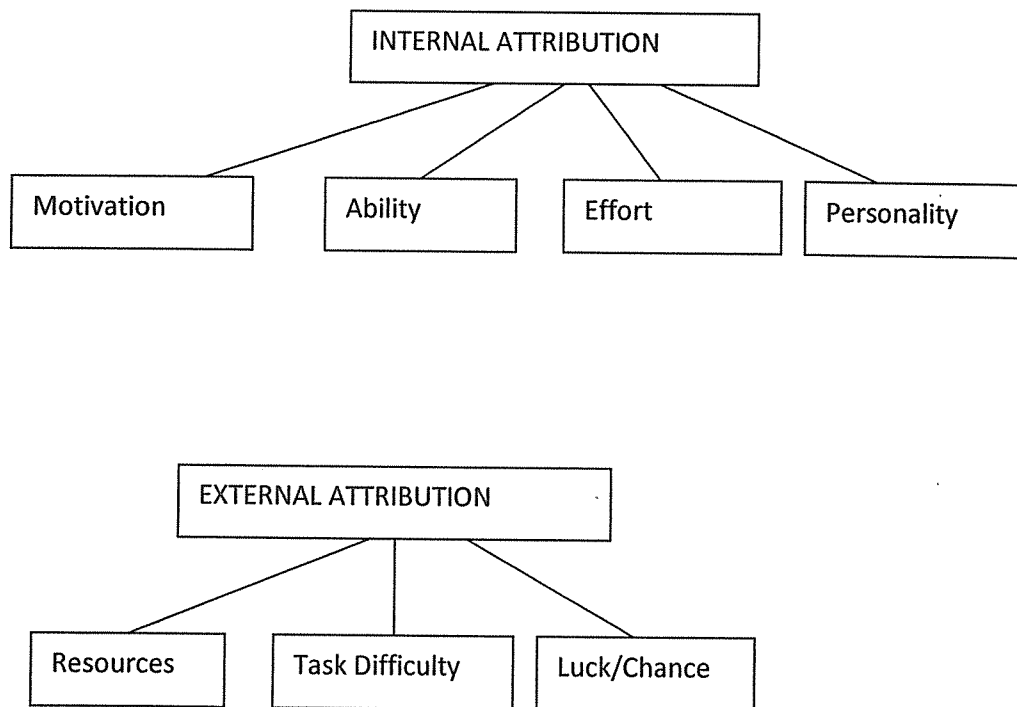 INTERNAL ATTRIBUTION
Motivation
Ability
Effort
Personality
EXTERNAL ATTRIBUTION
Resources
Task Difficulty
Luck/Chance